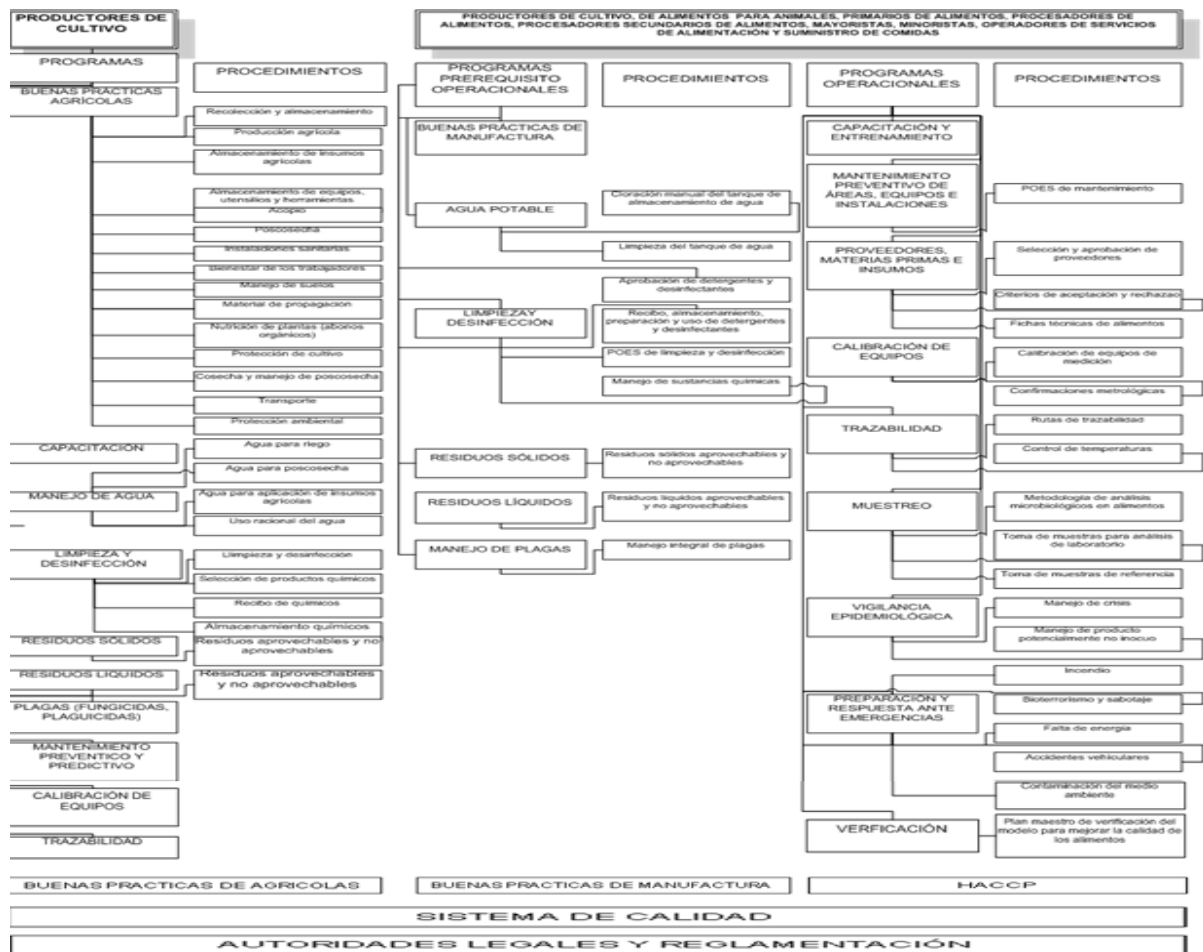 PRODUCTORES DE
CULTIVO
PROGRAMAS
BUENAS PRÁCTICAS
AGRÍCOLAS
CAPACITACIÓN
MANEJO DE AGUA
LIMPIEZA Y
DESINFECCIÓN
RESIDUOS SÓLIDOS
RESIDUOS LÍQUIDOS
PLAGAS (FUNGICIDAS,
PLAGUICIDAS)
MANTENIMIENTO
PREVENTICO Y
PREDICTIVO
CALIBRACIÓN DE
EQUIPOS
TRAZABILIDAD
PROCEDIMIENTOS
Recolección y almacenamiento
Producción agrícola
Almacenamiento de insumos
agrícolas
Almacenamiento de equipos,
utensilios y herramientas
Acopio
Poscosecha
Instalaciones sanitarias
Bienestar de los trabajadores
Manejo de suelos
Material de propagación
Nutrición de plantas (abonos
orgánicos)
Protección de cultivo
Cosecha y manejo de poscosecha
Transporte
Protección ambiental
Agua para riego
Agua para poscosecha
Agua para aplicación de insumos
agrícolas
Uso racional del agua
Limpieza y desinfección
Selección de productos químicos
Recibo de químicos
Almacenamiento químicos
Residuos aprovechables y no
aprovechables
Residuos aprovechables
y no aprovechables
PRODUCTORES DE CULTIVO, DE ALIMENTOS PARA ANIMALES, PRIMARIOS DE ALIMENTOS, PROCESADORES DE
ALIMENTOS, PROCESADORES SECUNDARIOS DE ALIMENTOS, MAYORISTAS, MINORISTAS, OPERADORES DE SERVICIOS
DE ALIMENTACIÓN Y SUMINISTRO DE COMIDAS
PROGRAMAS
PREREQUISITO
OPERACIONALES
BUENAS PRÁCTICAS DE
MANUFACTURA
AGUA POTABLE
LIMPIEZA Y
DESINFECCIÓN
RESIDUOS SÓLIDOS
RESIDUOS LÍQUIDOS
MANEJO DE PLAGAS
PROCEDIMIENTOS
Cloración manual del tanque de
almacenamiento de agua
Limpieza del tanque de agua
Aprobación de detergentes y
desinfectantes
Recibo, almacenamiento,
preparación y uso de detergentes
y desinfectantes
POES de limpieza y desinfección
Manejo de sustancias químicas
Residuos sólidos aprovechables y
no aprovechables
Residuos líquidos aprovechables
y no aprovechables
Manejo integral de plagas
PROGRAMAS
OPERACIONALES
CAPACITACIÓN Y
ENTRENAMIENTO
MANTENIMIENTO
PREVENTIVO DE
ÁREAS, EQUIPOS E
INSTALACIONES
PROVEEDORES,
MATERIAS PRIMAS E
INSUMOS
CALIBRACIÓN DE
EQUIPOS
TRAZABILIDAD
MUESTREO
VIGILANCIA
EPIDEMIOLÓGICA
PREPARACIÓN Y
RESPUESTA ANTE
EMERGENCIAS
VERFICACIÓN
PROCEDIMIENTOS
POES de mantenimiento
Selección y aprobación de
proveedores
Criterios de aceptación y rechazao
Fichas técnicas de alimentos
Calibración de equipos de
medición
Confirmaciones metrológicas
Rutas de trazabilidad
Control de temperaturas
Metodología de análisis
microbiológicos en alimentos
Toma de muestras para análisis
de laboratorio
Toma de muestras de referencia
Manejo de crisis
Manejo de producto
potencialmente no inocuo
Incendio
Bioterrorismo y sabotaje
Falta de energía
Accidentes vehiculares
Contaminación del medio
ambiente
Plan maestro de verificación del
modelo para mejorar la calidad de
los alimentos
BUENAS PRACTICAS DE AGRICOLAS
BUENAS PRACTICAS DE MANUFACTURA
HACCP
SISTEMA DE CALIDAD
AUTORIDADES LEGALES Y REGLAMENTACIÓN